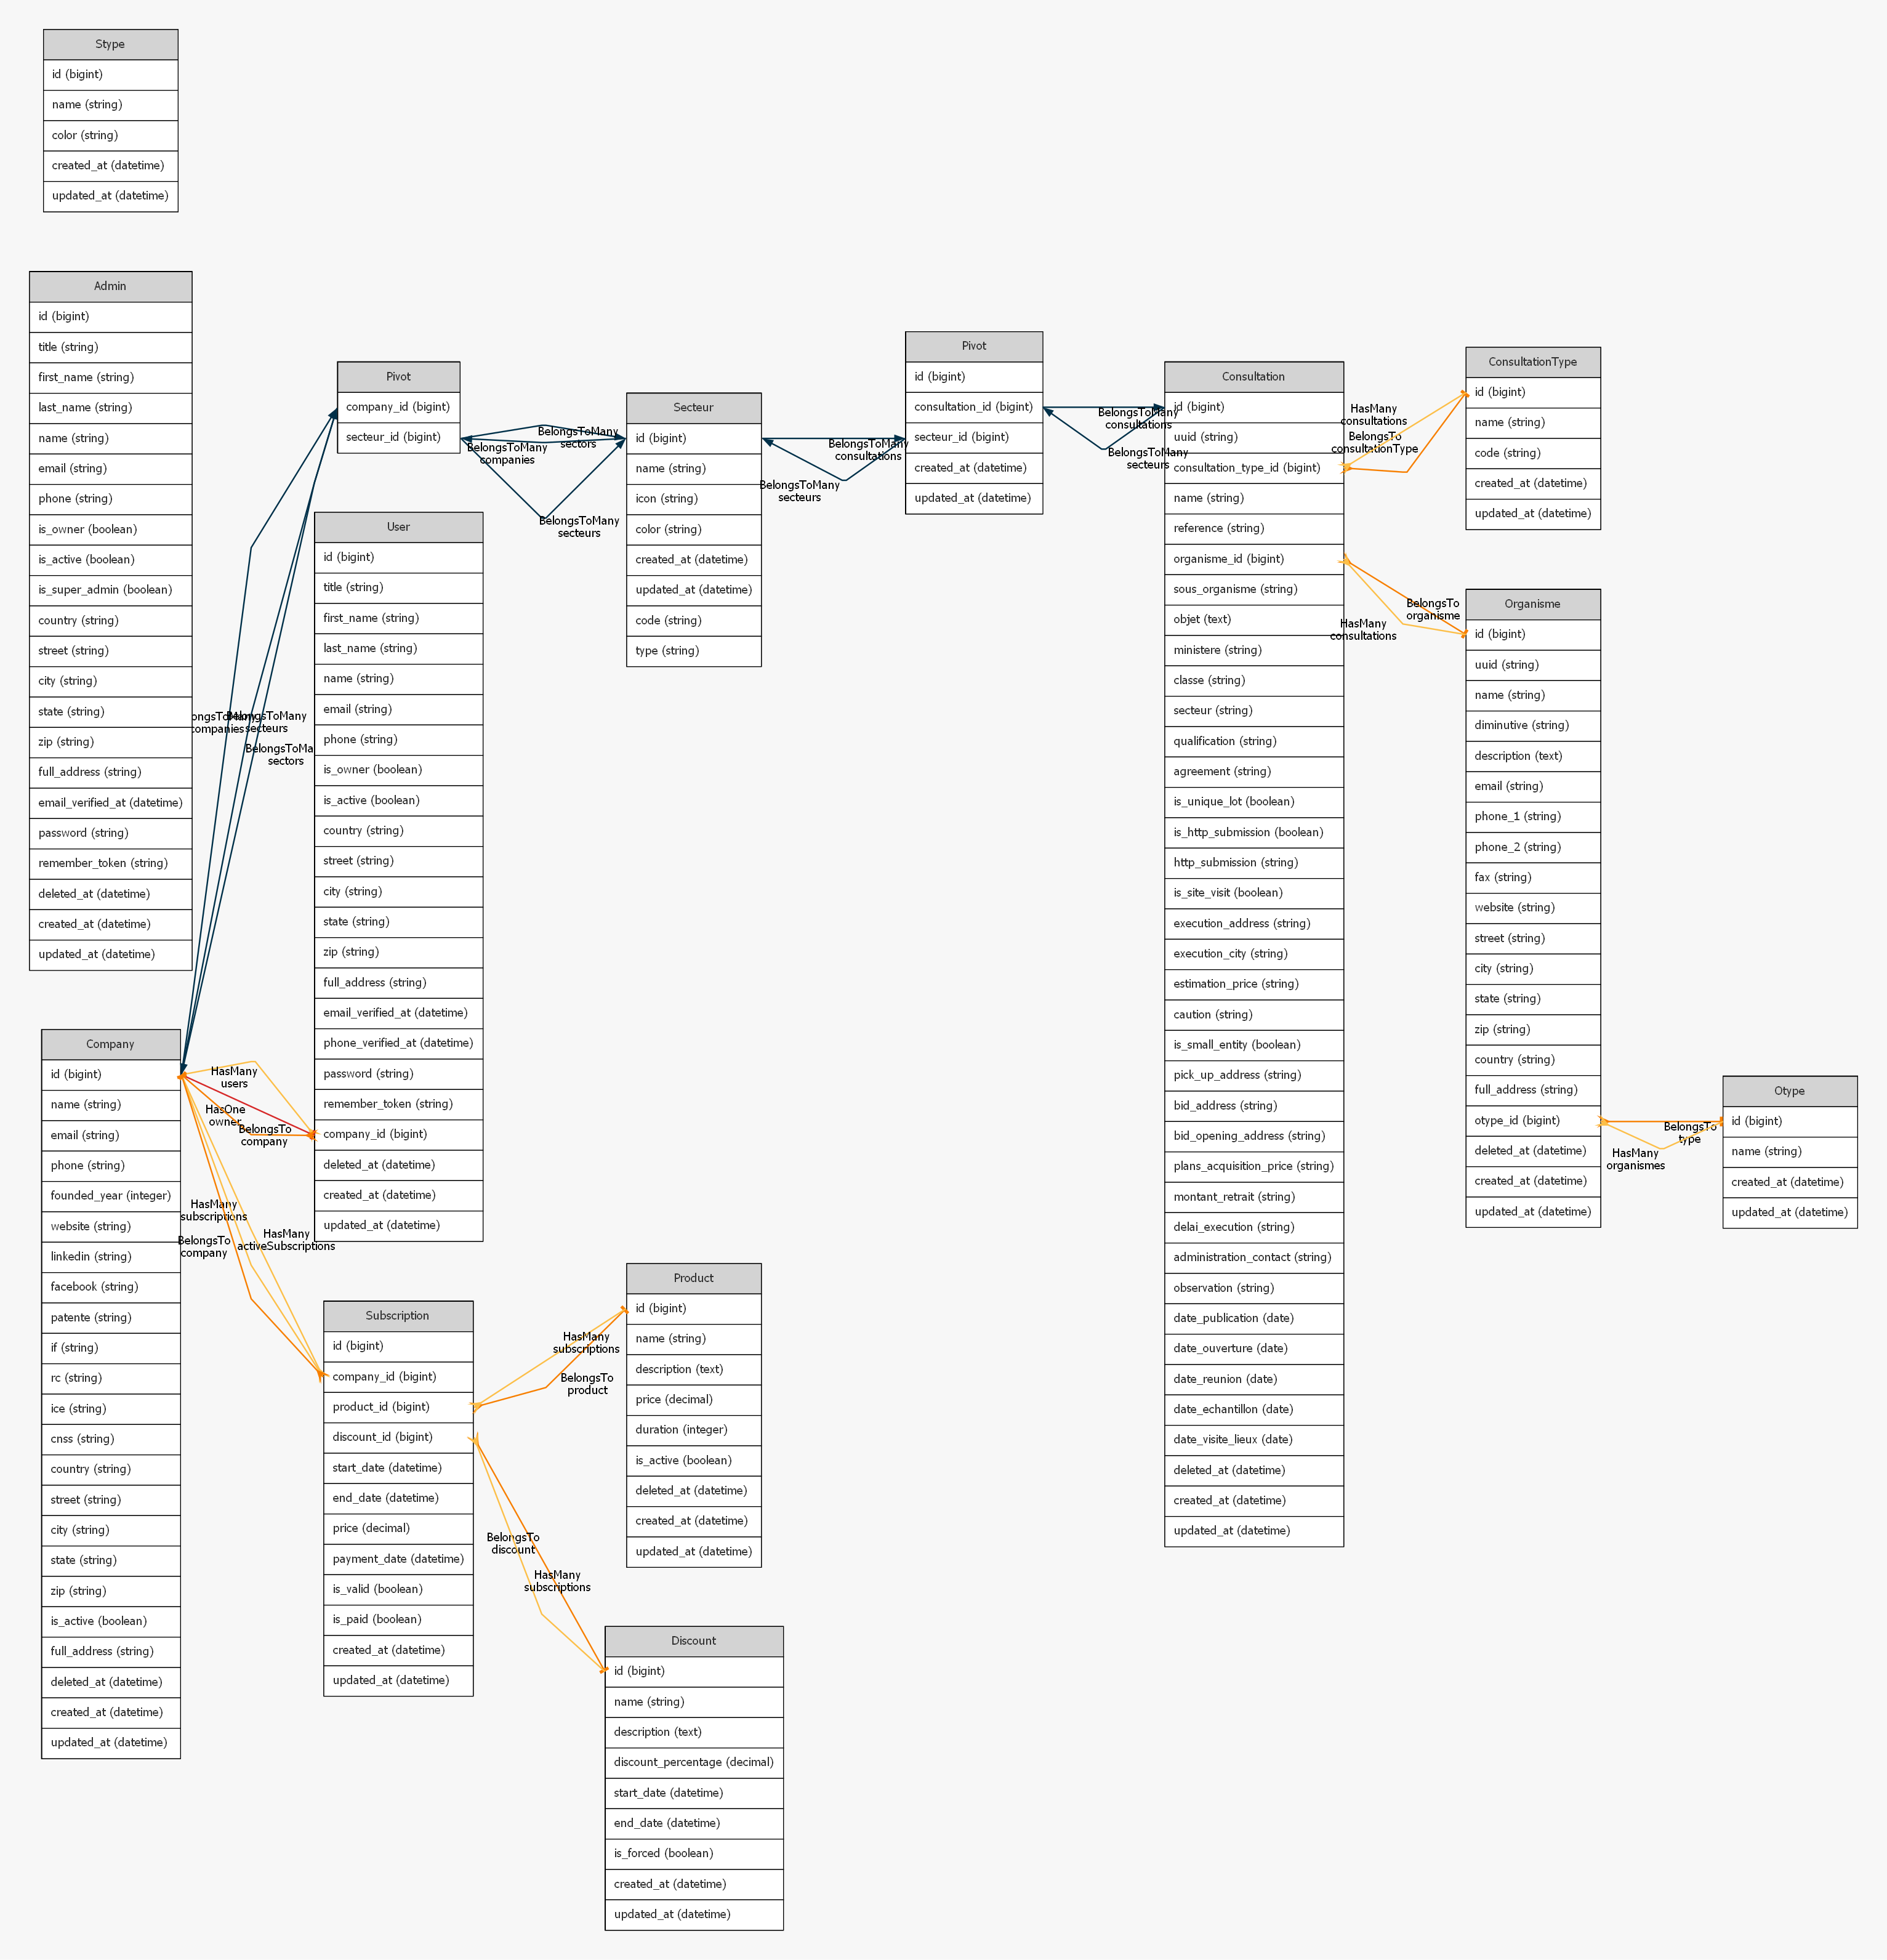 Stype
id (bigint)
name (string)
color (string)
created_at (datetime)
updated_at (datetime)
Admin
id (bigint)
title (string)
first_name (string)
last_name (string)
name (string)
email (string)
phone (string)
is_owner (boolean)
is_active (boolean)
is_super_admin (boolean)
country (string)
street (string)
city (string)
state (string)
zip (string)
full_address (string)
email_verified_at (datetime)
password (string)
remember_token (string)
deleted_at (datetime)
created_at (datetime)
updated_at (datetime)
Company
id (bigint)
name (string)
email (string)
phone (string)
founded_year (integer)
website (string)
linkedin (string)
facebook (string)
patente (string)
if (string)
rc (string)
ice (string)
cnss (string)
country (string)
street (string)
city (string)
state (string)
zip (string)
is_active (boolean)
full_address (string)
deleted_at (datetime)
created_at (datetime)
updated_at (datetime)
companies
BelongsToMany
secteurs
sectors
HasMany
users
HasOne
owner
BelongsTo
company
HasMany
subscriptions
HasMany
activeSubscriptions
BelongsTo
company
Pivot
company_id (bigint)
secteur_id (bigint)
User
id (bigint)
title (string)
first_name (string)
last_name (string)
name (string)
email (string)
phone (string)
is_owner (boolean)
is_active (boolean)
country (string)
street (string)
city (string)
state (string)
zip (string)
full_address (string)
email_verified_at (datetime)
phone_verified_at (datetime)
password (string)
remember_token (string)
company_id (bigint)
deleted_at (datetime)
created_at (datetime)
updated_at (datetime)
Subscription
id (bigint)
company_id (bigint)
product_id (bigint)
discount_id (bigint)
start_date (datetime)
end_date (datetime)
price (decimal)
payment_date (datetime)
is_valid (boolean)
is_paid (boolean)
created_at (datetime)
updated_at (datetime)
BelongsToMany
sectors
BelongsToMany
companies
BelongsToMany
secteurs
HasMany
subscriptions
BelongsTo
product
BelongsTo
discount
HasMany
subscriptions
Secteur
id (bigint)
name (string)
icon (string)
color (string)
created_at (datetime)
updated_at (datetime)
code (string)
type (string)
Product
id (bigint)
name (string)
description (text)
price (decimal)
duration (integer)
is_active (boolean)
deleted_at (datetime)
created_at (datetime)
updated_at (datetime)
Discount
id (bigint)
name (string)
description (text)
discount_percentage (decimal)
start_date (datetime)
end_date (datetime)
is_forced (boolean)
created_at (datetime)
updated_at (datetime)
BelongsToMany
consultations
BelongsToMany
secteurs
Pivot
id (bigint)
consultation_id (bigint)
secteur_id (bigint)
created_at (datetime)
updated_at (datetime)
BelongsToMany
consultations
BelongsToMany
secteurs
Consultation
id (bigint)
uuid (string)
consultation_type_id (bigint)
name (string)
reference (string)
organisme_id (bigint)
sous_organisme (string)
objet (text)
ministere (string)
classe (string)
secteur (string)
qualification (string)
agreement (string)
is_unique_lot (boolean)
is_http_submission (boolean)
http_submission (string)
is_site_visit (boolean)
execution_address (string)
execution_city (string)
estimation_price (string)
caution (string)
is_small_entity (boolean)
pick_up_address (string)
bid_address (string)
bid_opening_address (string)
plans_acquisition_price (string)
montant_retrait (string)
delai_execution (string)
administration_contact (string)
observation (string)
date_publication (date)
date_ouverture (date)
date_reunion (date)
date_echantillon (date)
date_visite_lieux (date)
deleted_at (datetime)
created_at (datetime)
updated_at (datetime)
HasMany
consultations
BelongsTo
consultationType
BelongsTo
organisme
HasMany
consultations
ConsultationType
id (bigint)
name (string)
code (string)
created_at (datetime)
updated_at (datetime)
Organisme
id (bigint)
uuid (string)
name (string)
diminutive (string)
description (text)
email (string)
phone_1 (string)
phone_2 (string)
fax (string)
website (string)
street (string)
city (string)
state (string)
zip (string)
country (string)
full_address (string)
otype_id (bigint)
deleted_at (datetime)
created_at (datetime)
updated_at (datetime)
BelongsTo
type
HasMany
organismes
Otype
id (bigint)
name (string)
created_at (datetime)
updated_at (datetime)